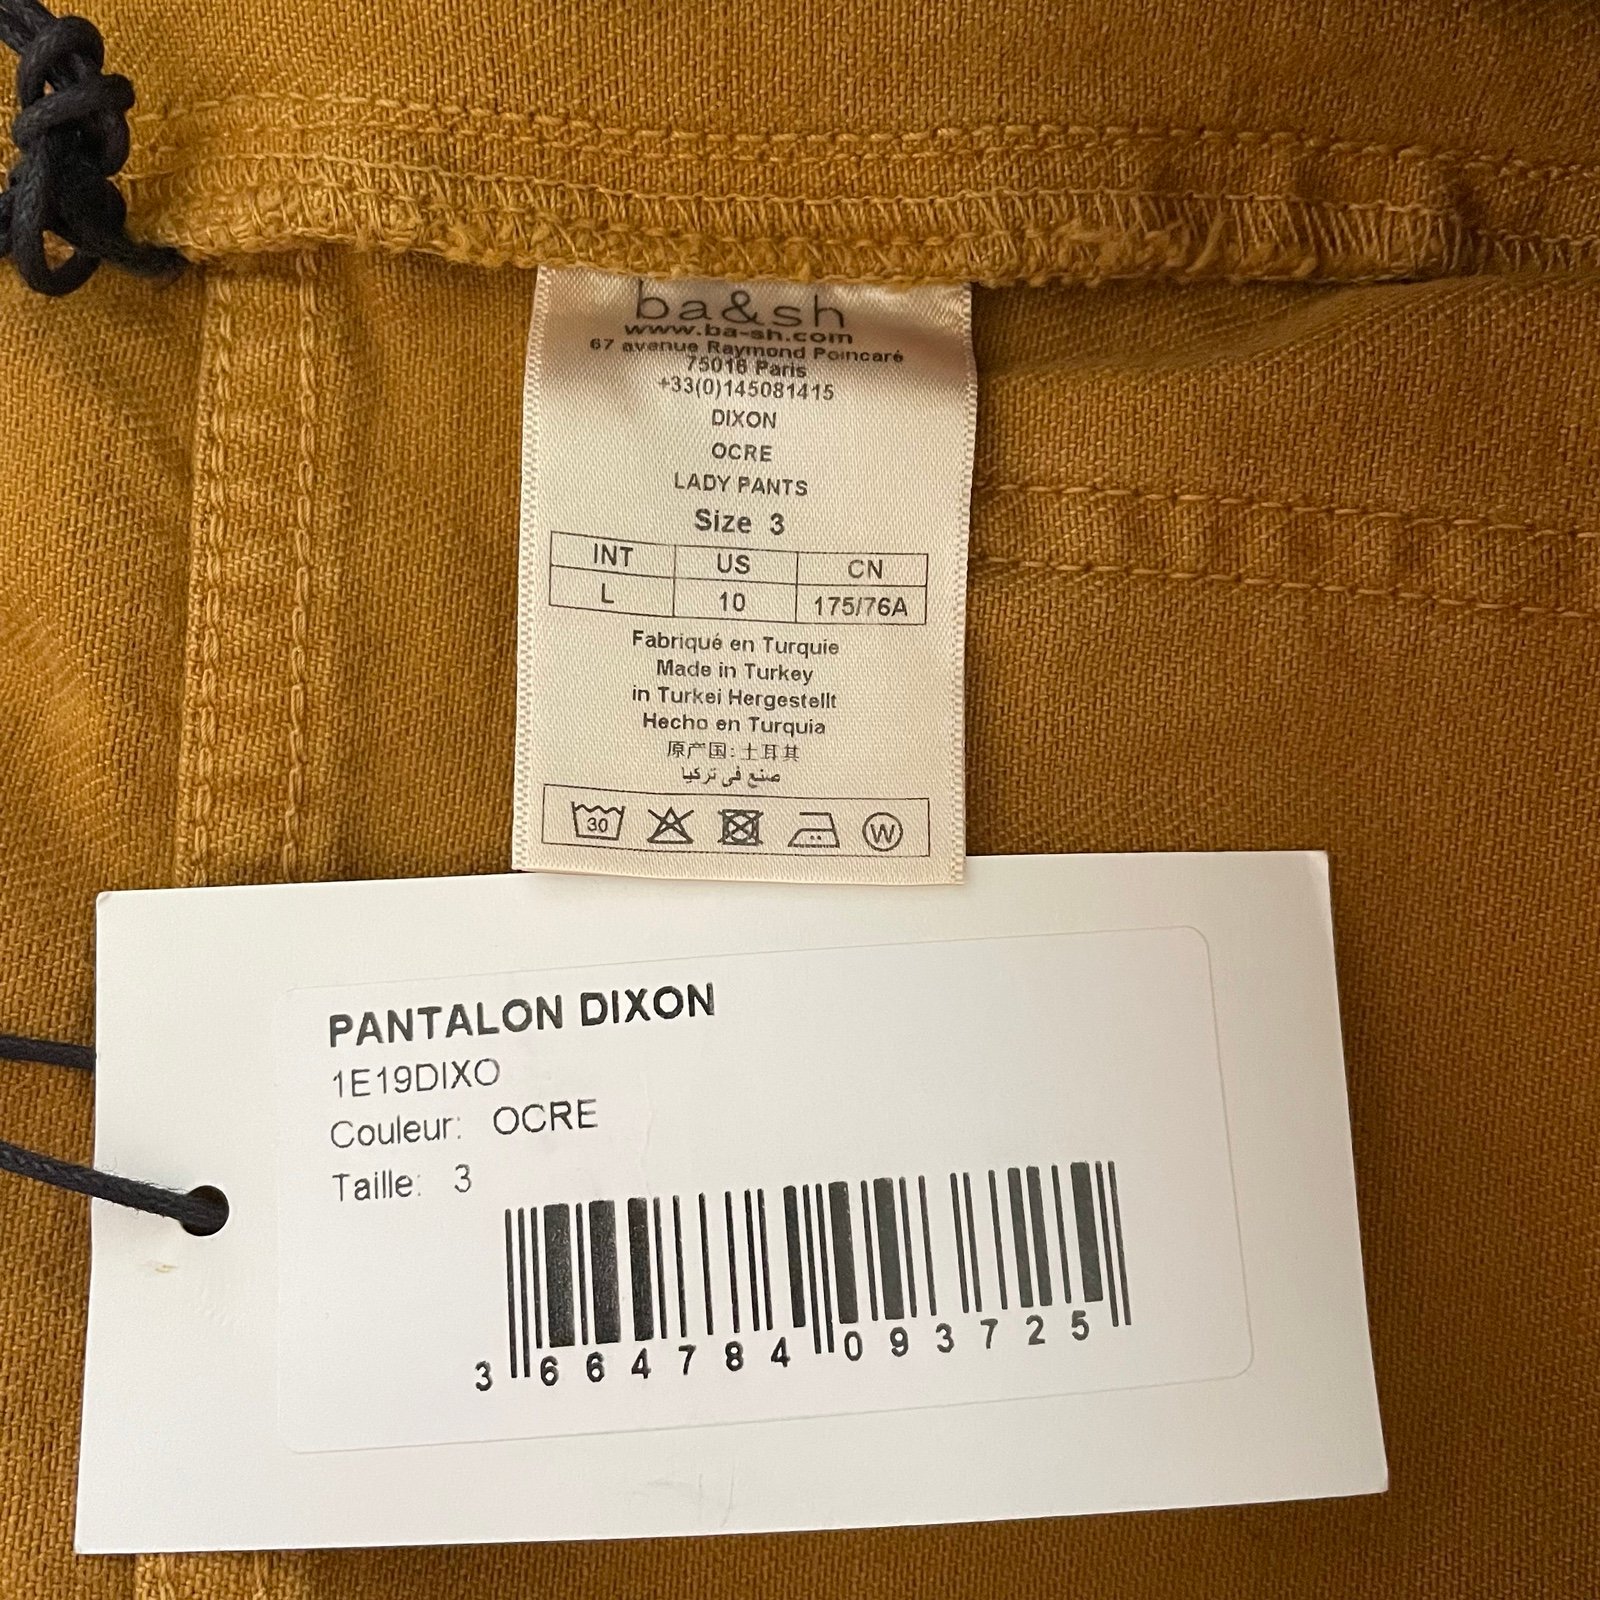 ba&sh
www.ba-sh.com
67 avenue Raymond Poincaré
75016 Paris
+33(0)145081415
DIXON
OCRE
LADY PANTS
Size 3
INT US CN
L 10 175/76A
Fabriqué en Turquie
Made in Turkey
in Turkei Hergestellt
Hecho en Turquia
原产国:土耳其
صنع في تركيا
30 W
PANTALON DIXON
1E19DIXO
Couleur: OCRE
Taille: 3
3 664784 093725